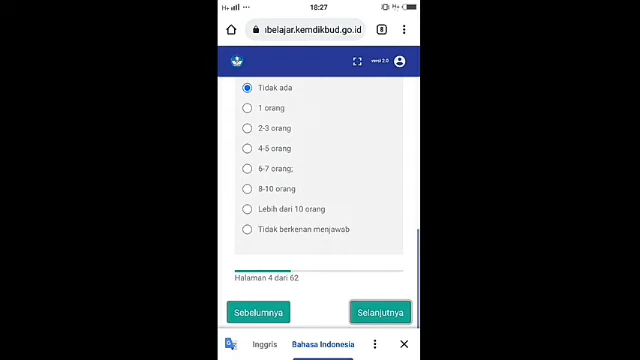 H+
18:27
ıbelajar.kemdikbud.go.id
8
versi 2.0
Tidak ada
1 orang
2-3 orang
4-5 orang
6-7 orang;
8-10 orang
Lebih dari 10 orang
Tidak berkenan menjawab
Halaman 4 dari 62
Sebelumnya
Selanjutnya
Inggris
Bahasa Indonesia